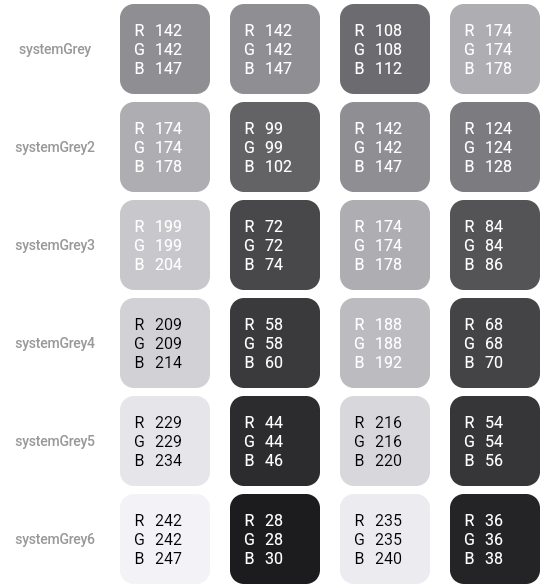 systemGrey
R 142
G 142
B 147
R 142
G 142
B 147
R 108
G 108
B 112
R 174
G 174
B 178
systemGrey2
R 174
G 174
B 178
R 99
G 99
B 102
R 142
G 142
B 147
R 124
G 124
B 128
systemGrey3
R 199
G 199
B 204
R 72
G 72
B 74
R 174
G 174
B 178
R 84
G 84
B 86
systemGrey4
R 209
G 209
B 214
R 58
G 58
B 60
R 188
G 188
B 192
R 68
G 68
B 70
systemGrey5
R 229
G 229
B 234
R 44
G 44
B 46
R 216
G 216
B 220
R 54
G 54
B 56
systemGrey6
R 242
G 242
B 247
R 28
G 28
B 30
R 235
G 235
B 240
R 36
G 36
B 38